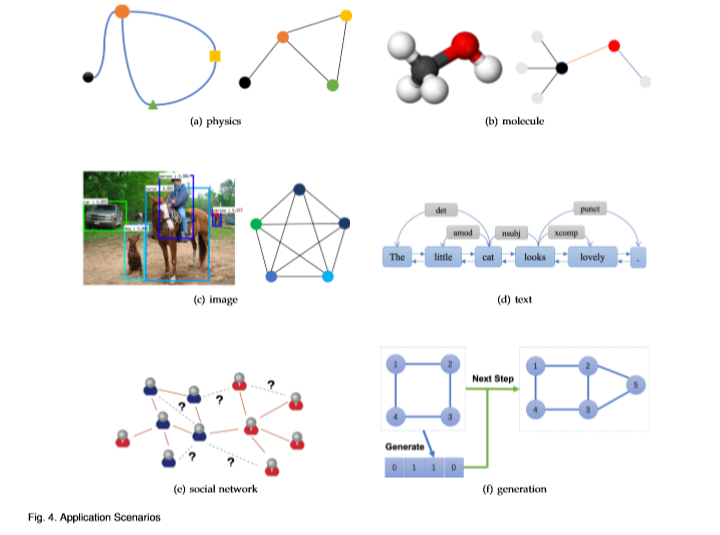 (a) physics
(b) molecule
(c) image
det
punct
amod
nsubj
xcomp
The
little
cat
looks
lovely
.
(d) text
?
?
?
?
?
(e) social network
1
2
4
3
Next Step
1
2
5
4
3
Generate
0 1 1 0
(f) generation
Fig. 4. Application Scenarios